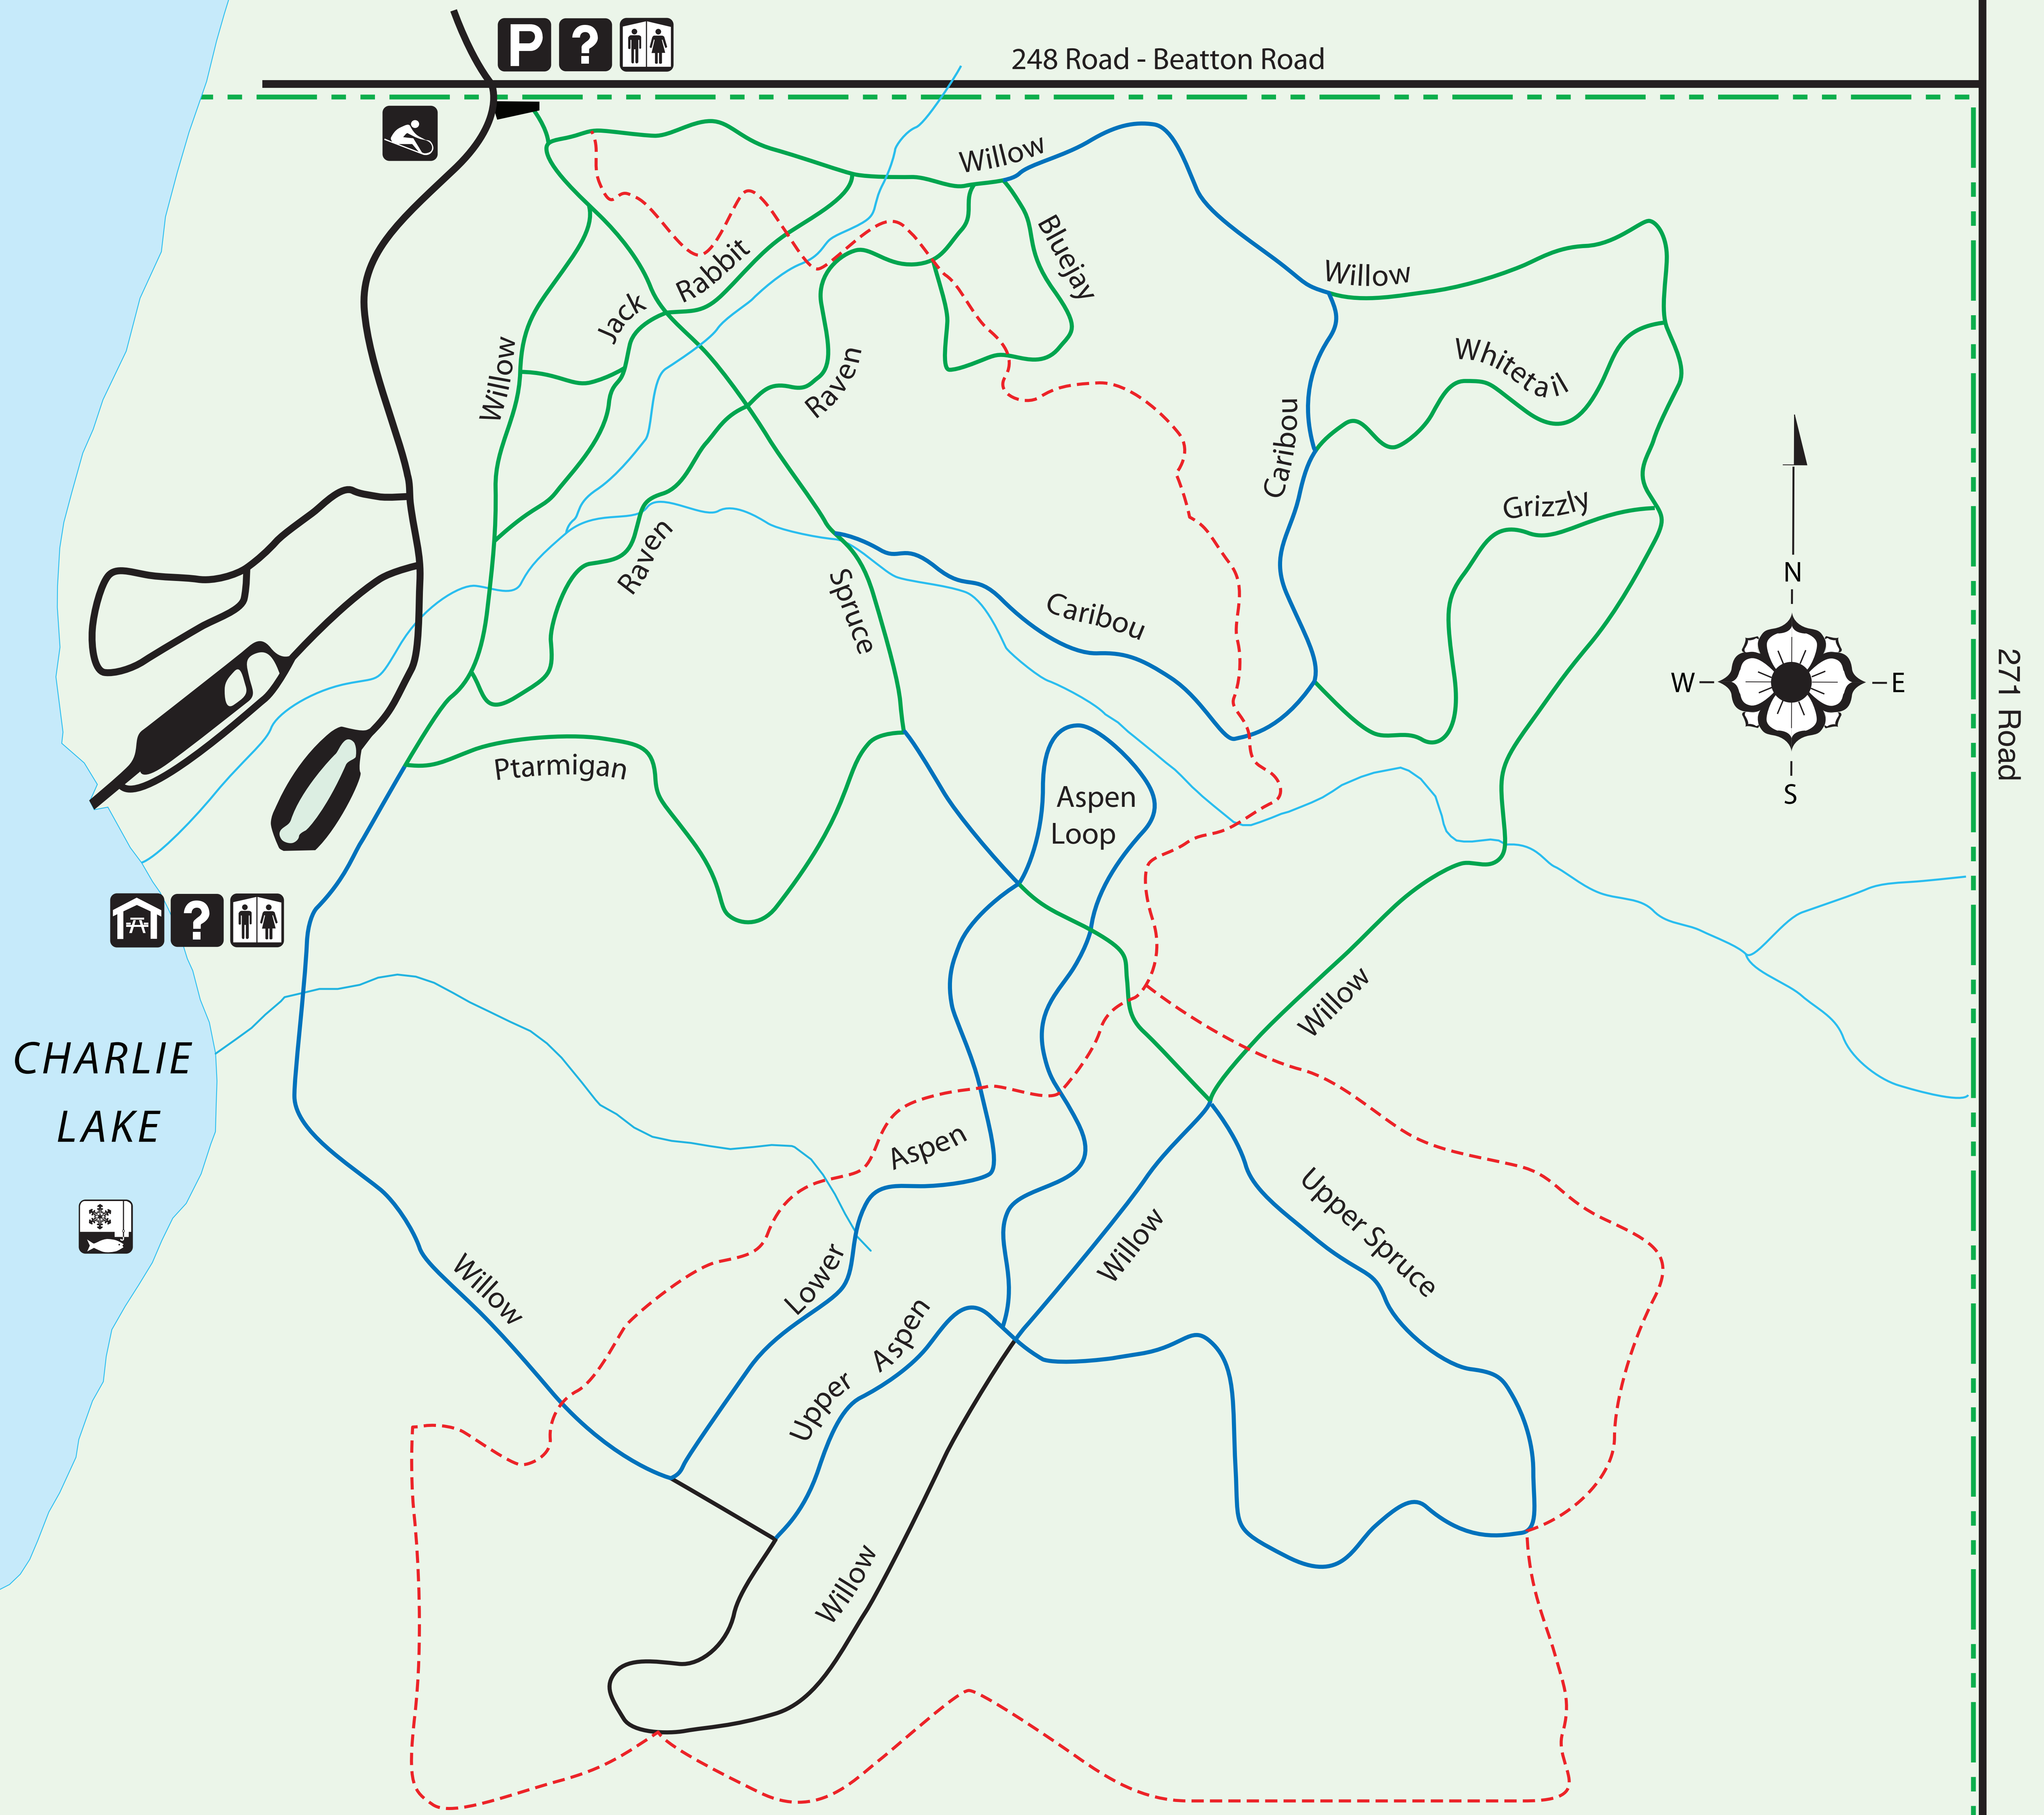 P ?
248 Road - Beatton Road
Willow
Bluejay
Jack Rabbit
Willow
Willow
Raven
Whitetail
Caribou
Grizzly
Raven
Spruce
Caribou
N
W
E
S
271 Road
Ptarmigan
Aspen
Loop
?
Willow
CHARLIE
LAKE
Lower Aspen
Upper Spruce
Willow
Willow
Upper Aspen
Willow